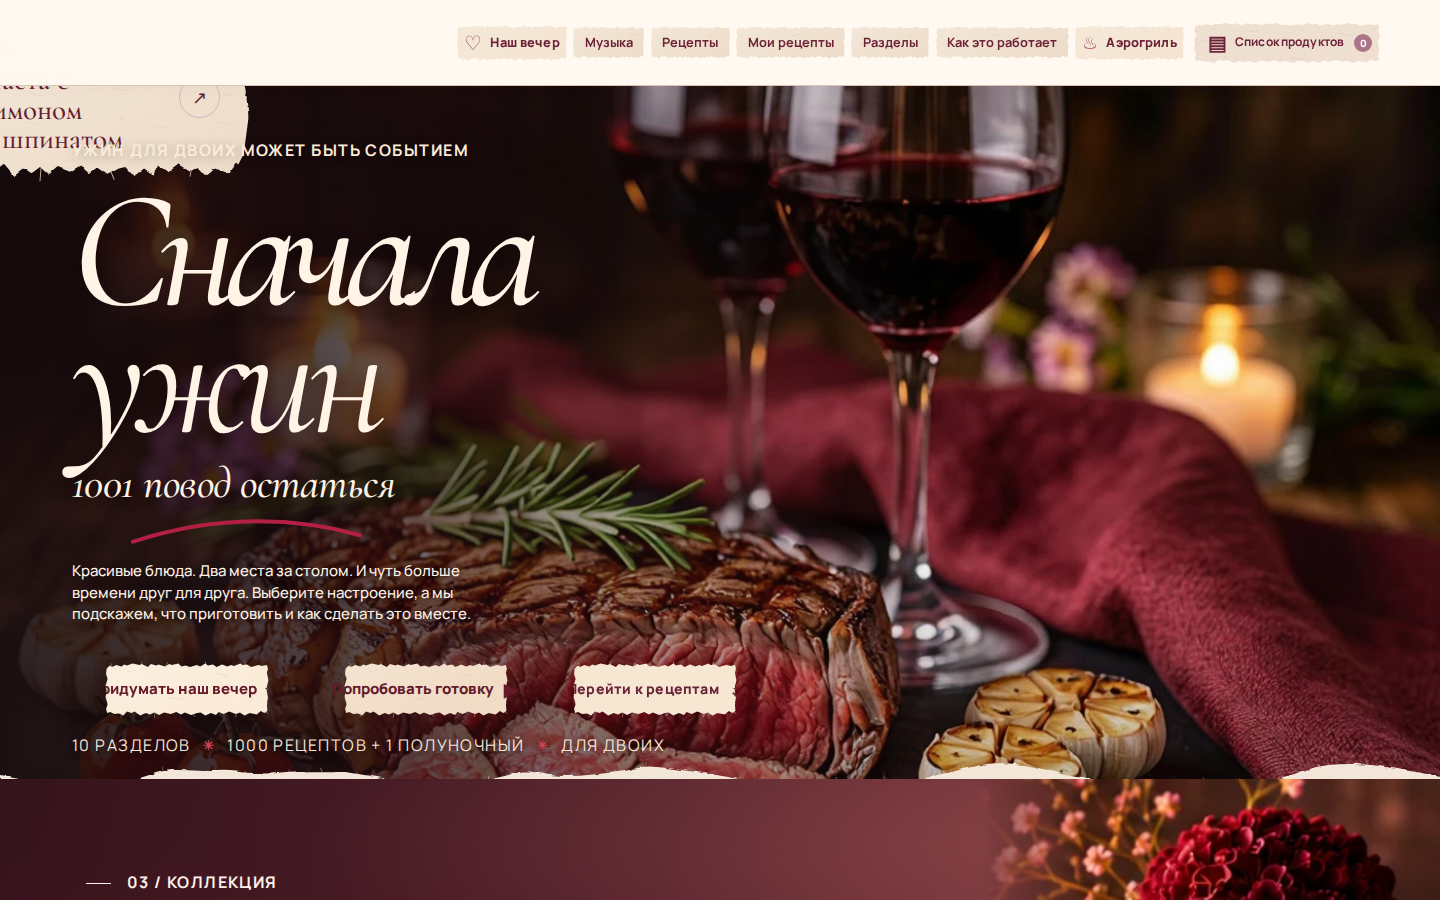 ♡ Наш вечер
Музыка
Рецепты
Мои рецепты
Разделы
Как это работает
Аэрогриль
Список продуктов 0
↗
имоном
шпинатом
УЖИН ДЛЯ ДВОИХ МОЖЕТ БЫТЬ СОБЫТИЕМ
Сначала
ужин
1001 повод остаться
Красивые блюда. Два места за столом. И чуть больше
времени друг для друга. Выберите настроение, а мы
подскажем, что приготовить и как сделать это вместе.
ридумать наш вечер
опробовать готовку
ерейти к рецептам
10 РАЗДЕЛОВ * 1000 РЕЦЕПТОВ + 1 ПОЛУНОЧНЫЙ * ДЛЯ ДВОИХ
03 / КОЛЛЕКЦИЯ